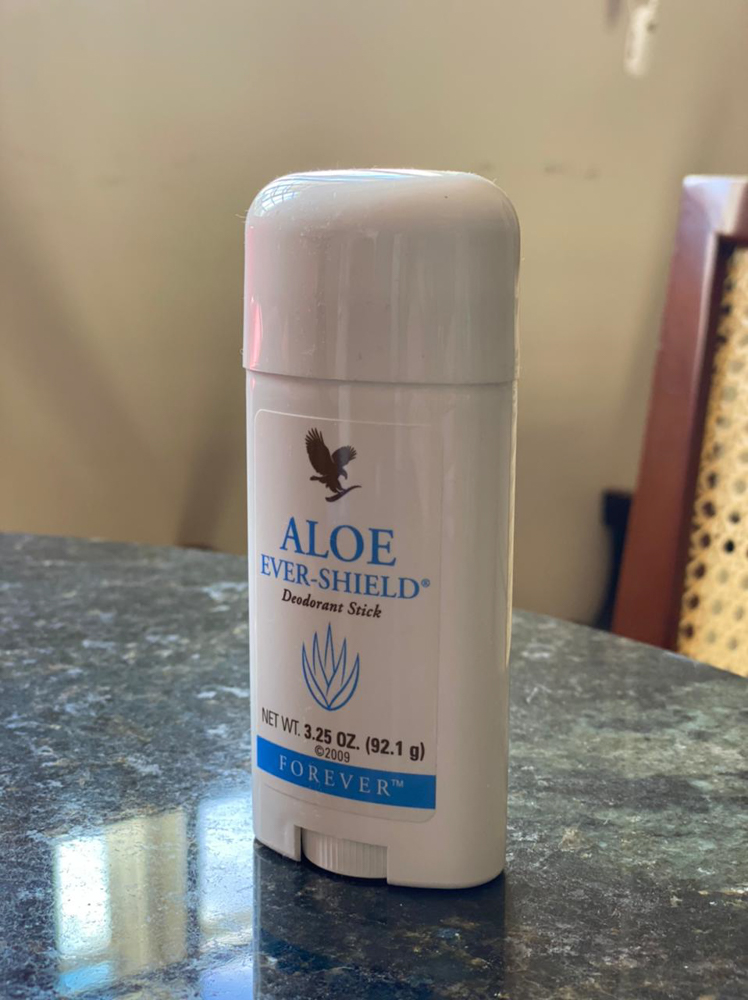 ALOE
EVER-SHIELD®
Deodorant Stick
NET WT. 3.25 OZ. (92.1 g)
©2009
FOREVER™